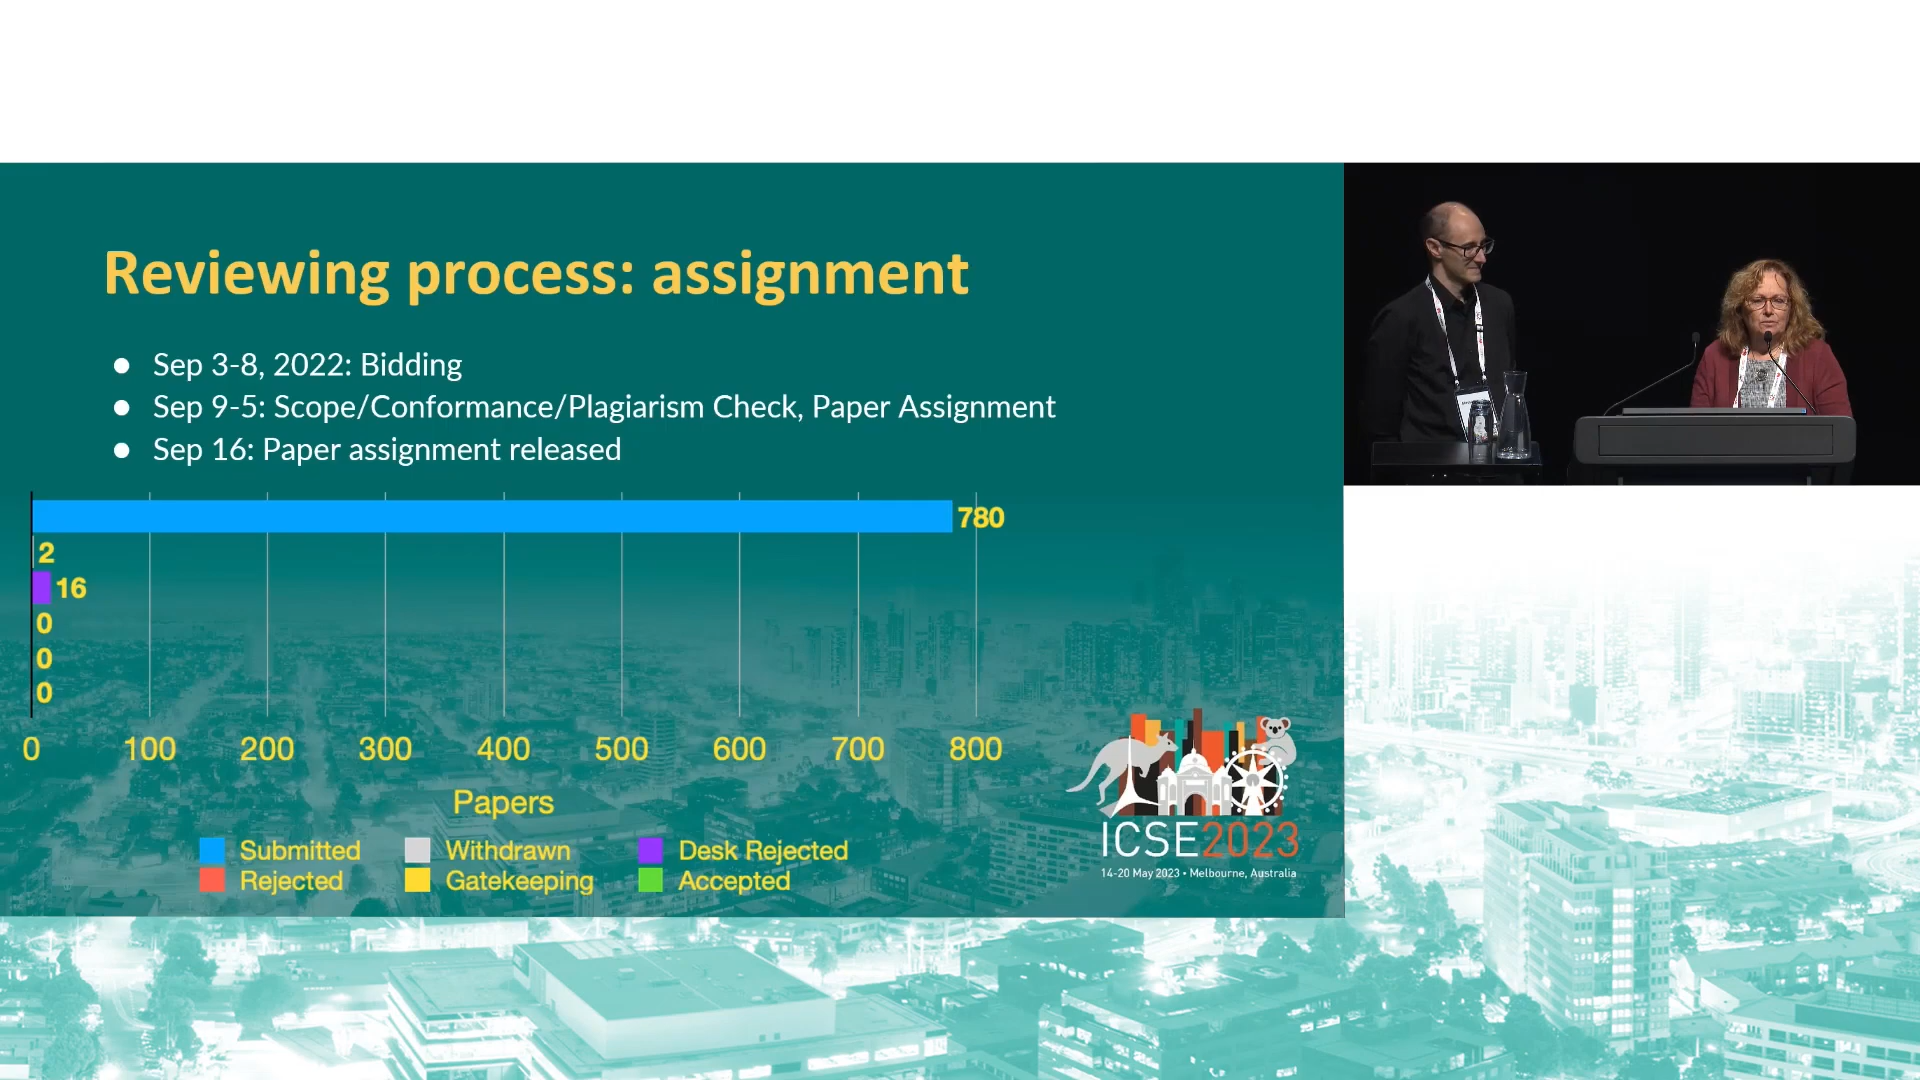 Reviewing process: assignment
● Sep 3-8, 2022: Bidding
● Sep 9-5: Scope/Conformance/Plagiarism Check, Paper Assignment
● Sep 16: Paper assignment released
780
2
16
0
0
0
0 100 200 300 400 500 600 700 800
Papers
Submitted Withdrawn Desk Rejected
Rejected Gatekeeping Accepted
ICSE2023
14-20 May 2023 • Melbourne, Australia